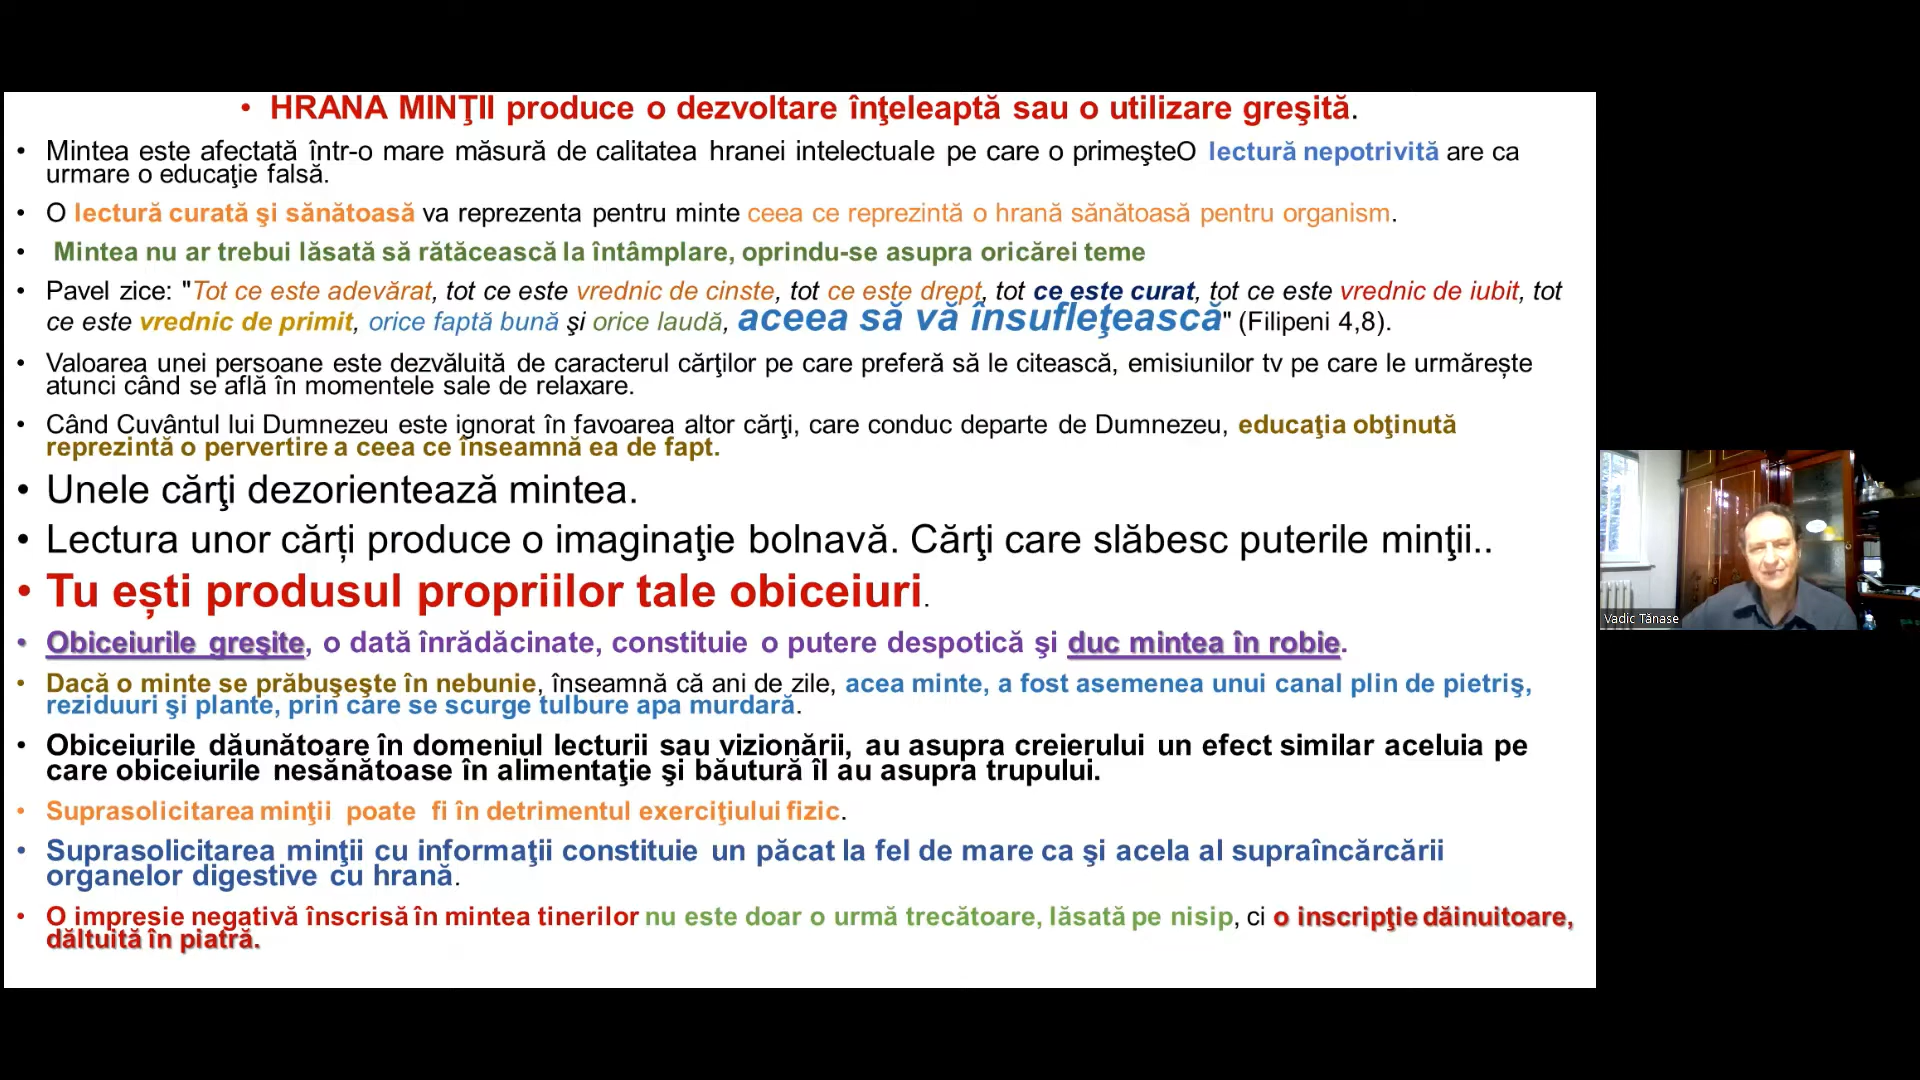 • HRANA MINŢII produce o dezvoltare înţeleaptă sau o utilizare greşită.
• Mintea este afectată într-o mare măsură de calitatea hranei intelectuale pe care o primeşteO lectură nepotrivită are ca
urmare o educaţie falsă.
• O lectură curată şi sănătoasă va reprezenta pentru minte ceea ce reprezintă o hrană sănătoasă pentru organism.
• Mintea nu ar trebui lăsată să rătăcească la întâmplare, oprindu-se asupra oricărei teme
• Pavel zice: "Tot ce este adevărat, tot ce este vrednic de cinste, tot ce este drept, tot ce este curat, tot ce este vrednic de iubit, tot
ce este vrednic de primit, orice faptă bună şi orice laudă, aceea să vă însufleţească" (Filipeni 4,8).
• Valoarea unei persoane este dezvăluită de caracterul cărţilor pe care preferă să le citească, emisiunilor tv pe care le urmărește
atunci când se află în momentele sale de relaxare.
• Când Cuvântul lui Dumnezeu este ignorat în favoarea altor cărţi, care conduc departe de Dumnezeu, educaţia obţinută
reprezintă o pervertire a ceea ce înseamnă ea de fapt.
• Unele cărţi dezorientează mintea.
• Lectura unor cărți produce o imaginaţie bolnavă. Cărţi care slăbesc puterile minţii..
• Tu ești produsul propriilor tale obiceiuri.
• Obiceiurile greşite, o dată înrădăcinate, constituie o putere despotică şi duc mintea în robie.
• Dacă o minte se prăbuşeşte în nebunie, înseamnă că ani de zile, acea minte, a fost asemenea unui canal plin de pietriş,
reziduuri şi plante, prin care se scurge tulbure apa murdară.
• Obiceiurile dăunătoare în domeniul lecturii sau vizionării, au asupra creierului un efect similar aceluia pe
care obiceiurile nesănătoase în alimentaţie şi băutură îl au asupra trupului.
• Suprasolicitarea minţii poate fi în detrimentul exerciţiului fizic.
• Suprasolicitarea minţii cu informaţii constituie un păcat la fel de mare ca şi acela al supraîncărcării
organelor digestive cu hrană.
• O impresie negativă înscrisă în mintea tinerilor nu este doar o urmă trecătoare, lăsată pe nisip, ci o inscripţie dăinuitoare,
dăltuită în piatră.
Vadic Tănase